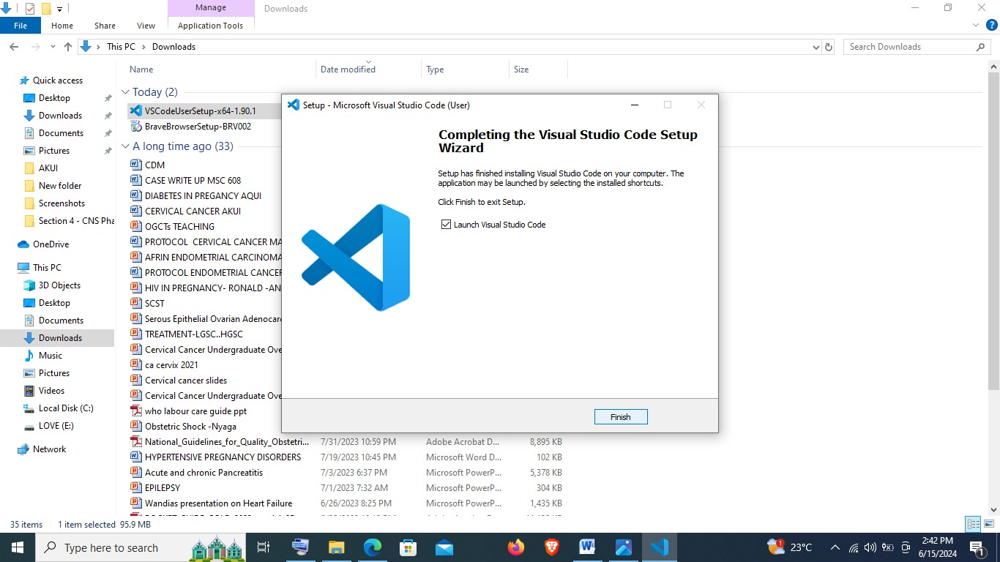 Manage
Downloads
File
Home
Share
View
Application Tools
This PC
Downloads
Search Downloads
Name
Date modified
Type
Size
Quick access
Desktop
Downloads
Documents
Pictures
AKUI
New folder
Screenshots
Section 4 - CNS Pha
OneDrive
This PC
3D Objects
Desktop
Documents
Downloads
Music
Pictures
Videos
Local Disk (C:)
LOVE (E:)
Network
Today (2)
VSCodeUserSetup-x64-1.90.1
BraveBrowserSetup-BRV002
A long time ago (33)
CDM
CASE WRITE UP MSC 608
DIABETES IN PREGANCY AQUI
CERVICAL CANCER AKUI
OGCTs TEACHING
PROTOCOL CERVICAL CANCER MA
AFRIN ENDOMETRIAL CARCINOMA
PROTOCOL ENDOMETRIAL CANCER
HIV IN PREGNANCY- RONALD -AN
SCST
Serous Epithelial Ovarian Adenocar
TREATMENT-LGSC..HGSC
Cervical Cancer Undergraduate Ove
ca cervix 2021
Cervical cancer slides
Cervical Cancer Undergraduate Ove
who labour care guide ppt
Obstetric Shock -Nyaga
National_Guidelines_for_Quality_Obstetri... 7/31/2023 10:59 PM Adobe Acrobat D... 8,895 KB
HYPERTENSIVE PREGNANCY DISORDERS 7/19/2023 10:45 PM Microsoft Word D... 102 KB
Acute and chronic Pancreatitis 7/3/2023 6:37 PM Microsoft PowerP... 5,378 KB
EPILEPSY 7/1/2023 7:32 AM Microsoft PowerP... 304 KB
Wandias presentation on Heart Failure 6/26/2023 8:25 PM Microsoft PowerP... 1,435 KB
Setup - Microsoft Visual Studio Code (User)
Completing the Visual Studio Code Setup
Wizard
Setup has finished installing Visual Studio Code on your computer. The
application may be launched by selecting the installed shortcuts.
Click Finish to exit Setup.
Launch Visual Studio Code
Finish
35 items
1 item selected 95.9 MB
Type here to search
1
23°C
2:42 PM
6/15/2024
1